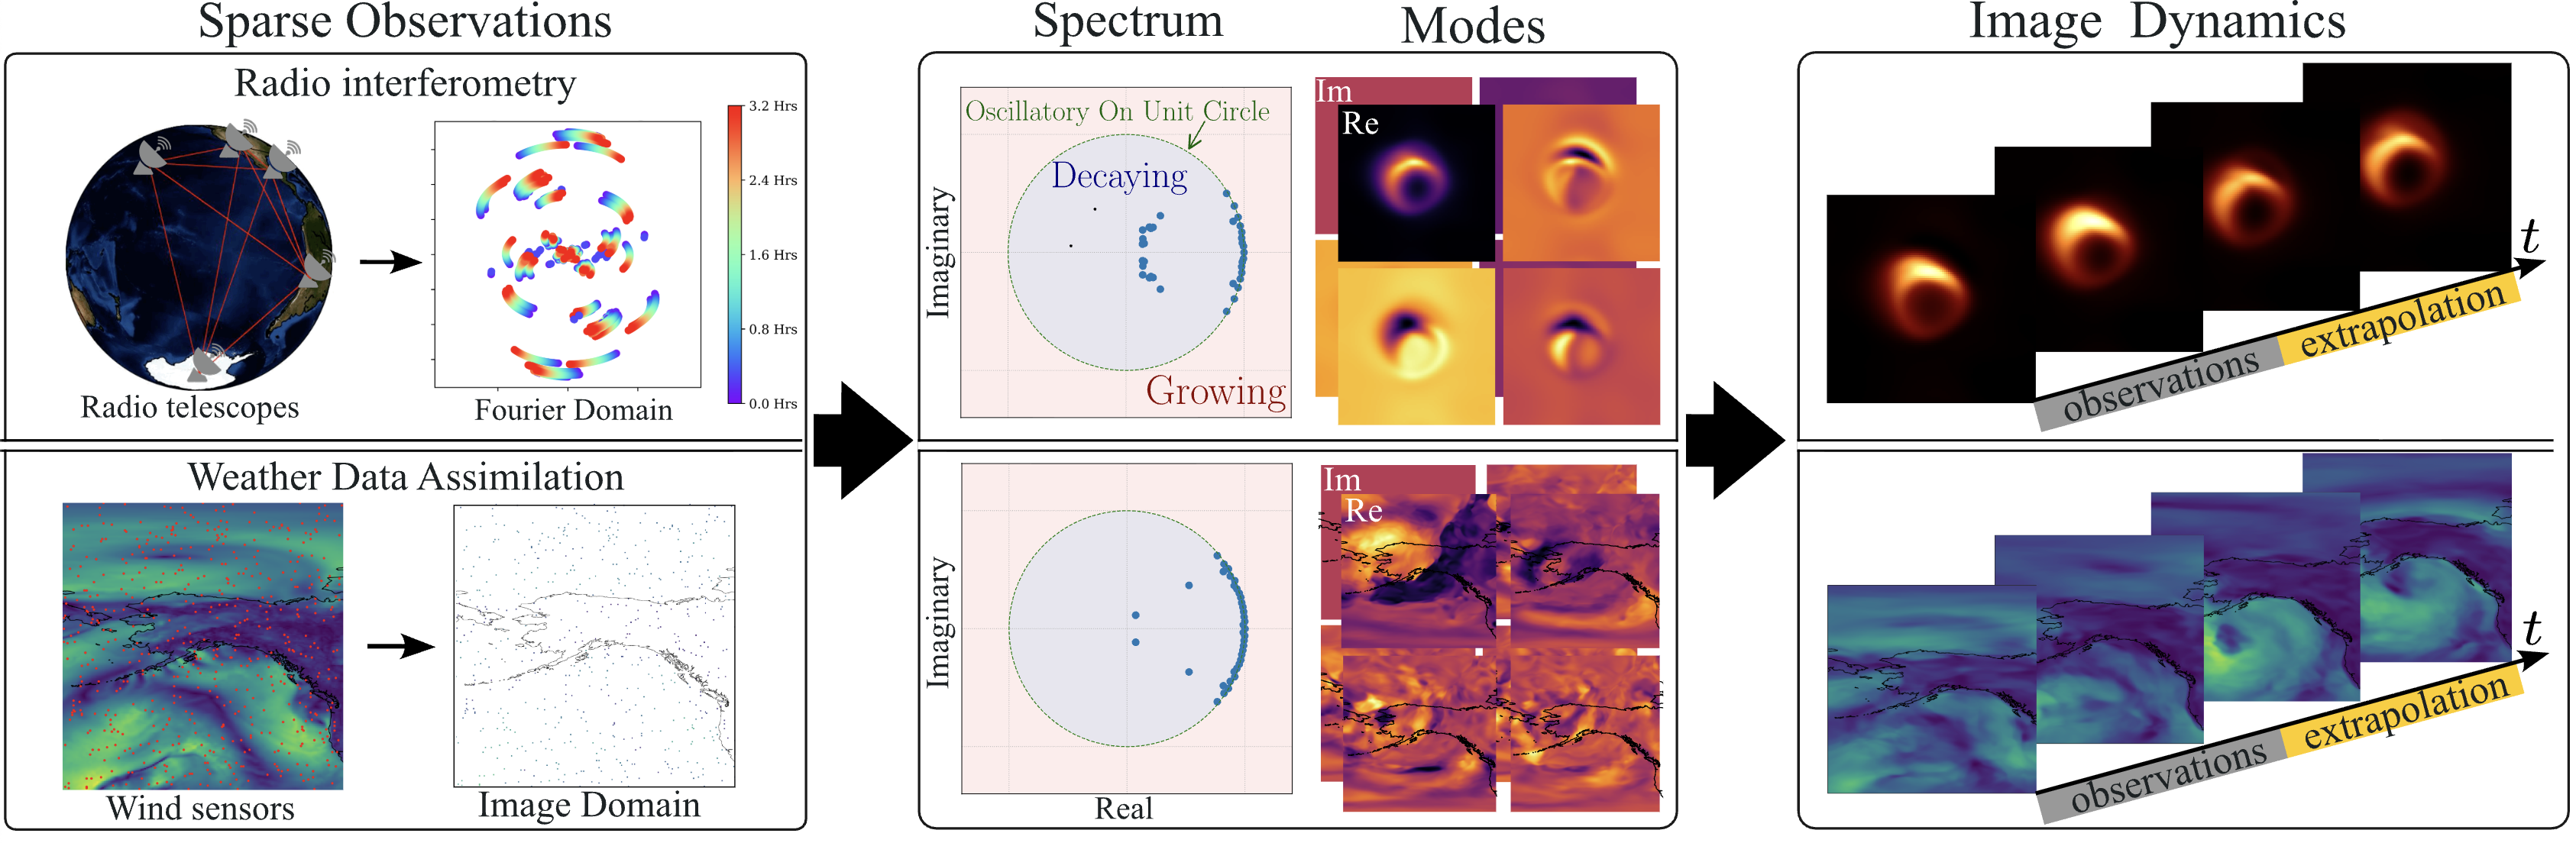 Sparse Observations
Radio interferometry
3.2 Hrs
2.4 Hrs
1.6 Hrs
0.8 Hrs
0.0 Hrs
Radio telescopes
Fourier Domain
Weather Data Assimilation
Wind sensors
Image Domain
Spectrum
Modes
Oscillatory On Unit Circle
Decaying
Growing
Imaginary
Im
Re
Imaginary
Real
Im
Re
Image Dynamics
t
observations
extrapolation
t
observations
extrapolation